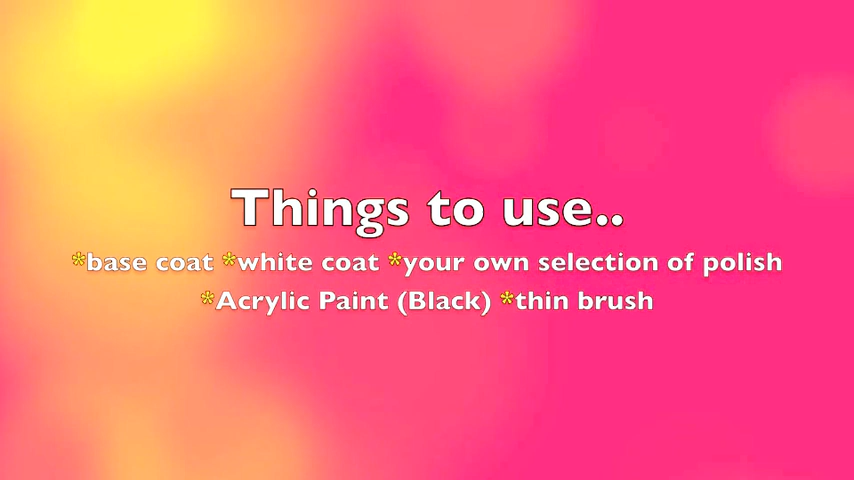 Things to use..
*base coat *white coat *your own selection of polish
*Acrylic Paint (Black) *thin brush